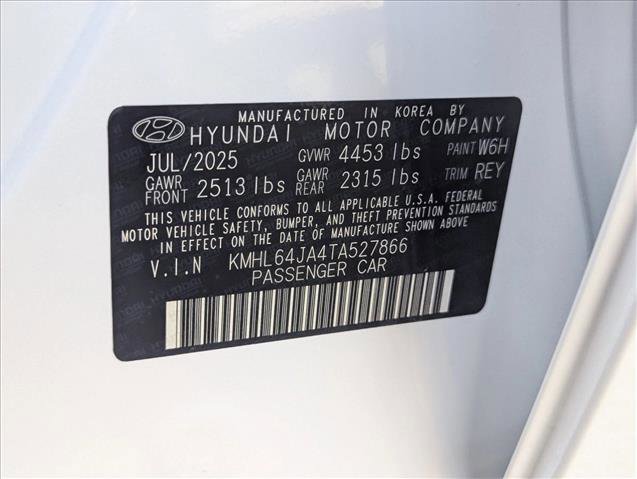 MANUFACTURED IN KOREA BY
HYUNDAI MOTOR COMPANY
JUL/2025 GVWR 4453 lbs PAINT W6H
GAWR FRONT 2513 lbs GAWR REAR 2315 lbs TRIM REY
THIS VEHICLE CONFORMS TO ALL APPLICABLE U.S.A. FEDERAL
MOTOR VEHICLE SAFETY, BUMPER, AND THEFT PREVENTION STANDARDS
IN EFFECT ON THE DATE OF MANUFACTURE SHOWN ABOVE
V.I.N KMHL64JA4TA527866
PASSENGER CAR